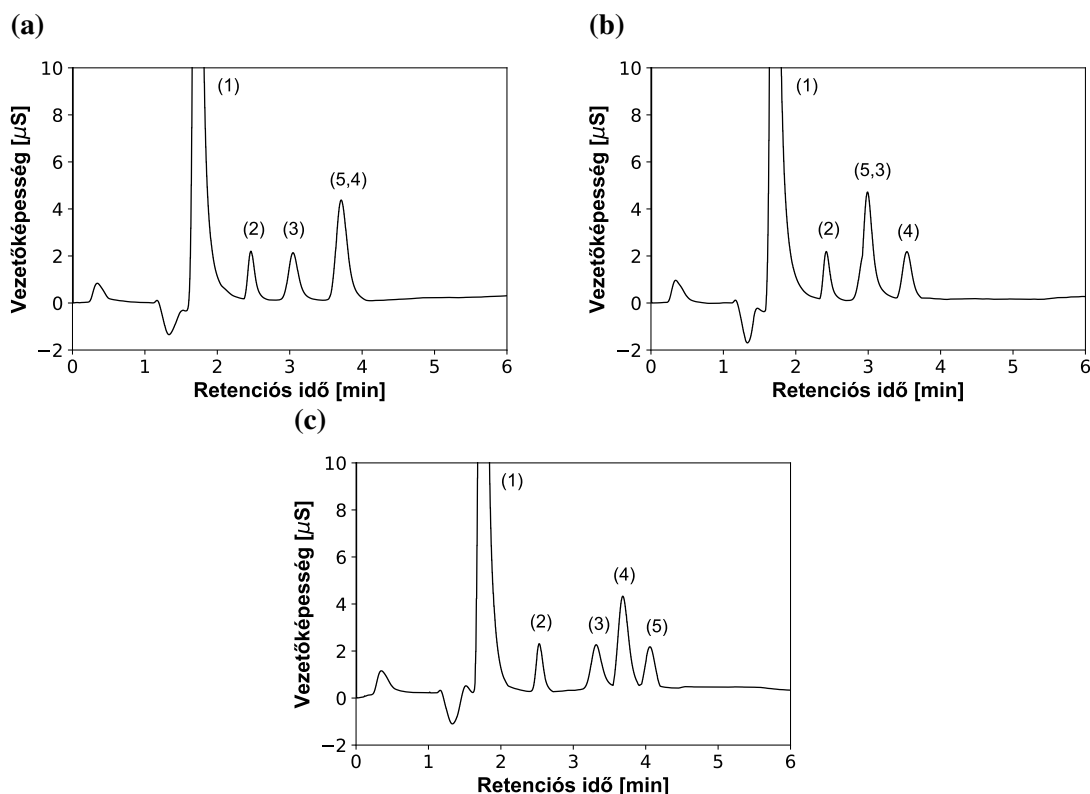 (a)
10
8
6
4
2
0
−2
Vezetőképesség [μS]
(1)
(2)
(3)
(5,4)
0 1 2 3 4 5 6
Retenciós idő [min]
(b)
10
8
6
4
2
0
−2
Vezetőképesség [μS]
(1)
(2)
(5,3)
(4)
0 1 2 3 4 5 6
Retenciós idő [min]
(c)
10
8
6
4
2
0
−2
Vezetőképesség [μS]
(1)
(2)
(3)
(4)
(5)
0 1 2 3 4 5 6
Retenciós idő [min]